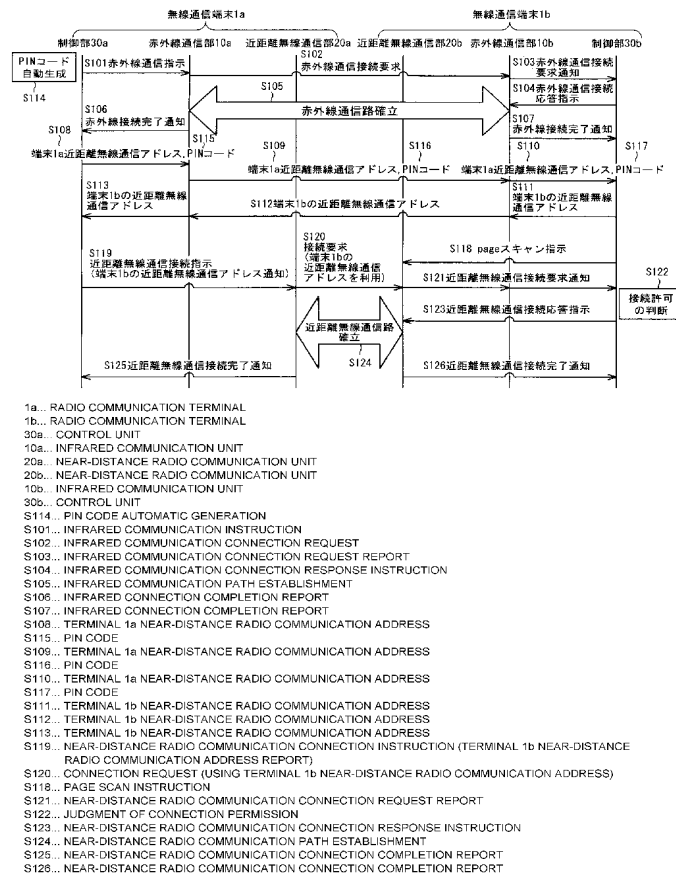 無線通信端末1a
無線通信端末1b
制御部30a 赤外線通信部10a 近距離無線通信部20a 近距離無線通信部20b 赤外線通信部10b 制御部30b
PINコード
自動生成
S114
S101赤外線通信指示
S102
赤外線通信接続要求
S103赤外線通信接続
要求通知
S104赤外線通信接続
応答指示
S105
赤外線通信路確立
S106
赤外線接続完了通知
S107
赤外線接続完了通知
S108
S115
端末1a近距離無線通信アドレス,PINコード
S109
S116
端末1a近距離無線通信アドレス,PINコード
S110
S117
端末1a近距離無線通信アドレス,PINコード
S111
端末1bの近距離無線
通信アドレス
S112端末1bの近距離無線通信アドレス
S113
端末1bの近距離無線
通信アドレス
S118 pageスキャン指示
S119
近距離無線通信接続指示
(端末1bの近距離無線通信アドレス通知)
S120
接続要求
(端末1bの
近距離無線通信
アドレスを利用)
S121近距離無線通信接続要求通知
S122
接続許可
の判断
S123近距離無線通信接続応答指示
近距離無線通信路
確立
S124
S125近距離無線通信接続完了通知
S126近距離無線通信接続完了通知
1a... RADIO COMMUNICATION TERMINAL
1b... RADIO COMMUNICATION TERMINAL
30a... CONTROL UNIT
10a... INFRARED COMMUNICATION UNIT
20a... NEAR-DISTANCE RADIO COMMUNICATION UNIT
20b... NEAR-DISTANCE RADIO COMMUNICATION UNIT
10b... INFRARED COMMUNICATION UNIT
30b... CONTROL UNIT
S114... PIN CODE AUTOMATIC GENERATION
S101... INFRARED COMMUNICATION INSTRUCTION
S102... INFRARED COMMUNICATION CONNECTION REQUEST
S103... INFRARED COMMUNICATION CONNECTION REQUEST REPORT
S104... INFRARED COMMUNICATION CONNECTION RESPONSE INSTRUCTION
S105... INFRARED COMMUNICATION PATH ESTABLISHMENT
S106... INFRARED CONNECTION COMPLETION REPORT
S107... INFRARED CONNECTION COMPLETION REPORT
S108... TERMINAL 1a NEAR-DISTANCE RADIO COMMUNICATION ADDRESS
S115... PIN CODE
S109... TERMINAL 1a NEAR-DISTANCE RADIO COMMUNICATION ADDRESS
S116... PIN CODE
S110... TERMINAL 1a NEAR-DISTANCE RADIO COMMUNICATION ADDRESS
S117... PIN CODE
S111... TERMINAL 1b NEAR-DISTANCE RADIO COMMUNICATION ADDRESS
S112... TERMINAL 1b NEAR-DISTANCE RADIO COMMUNICATION ADDRESS
S113... TERMINAL 1b NEAR-DISTANCE RADIO COMMUNICATION ADDRESS
S119... NEAR-DISTANCE RADIO COMMUNICATION CONNECTION INSTRUCTION (TERMINAL 1b NEAR-DISTANCE
RADIO COMMUNICATION ADDRESS REPORT)
S120... CONNECTION REQUEST (USING TERMINAL 1b NEAR-DISTANCE RADIO COMMUNICATION ADDRESS)
S118... PAGE SCAN INSTRUCTION
S121... NEAR-DISTANCE RADIO COMMUNICATION CONNECTION REQUEST REPORT
S122... JUDGMENT OF CONNECTION PERMISSION
S123... NEAR-DISTANCE RADIO COMMUNICATION CONNECTION RESPONSE INSTRUCTION
S124... NEAR-DISTANCE RADIO COMMUNICATION PATH ESTABLISHMENT
S125... NEAR-DISTANCE RADIO COMMUNICATION CONNECTION COMPLETION REPORT
S126... NEAR-DISTANCE RADIO COMMUNICATION CONNECTION COMPLETION REPORT